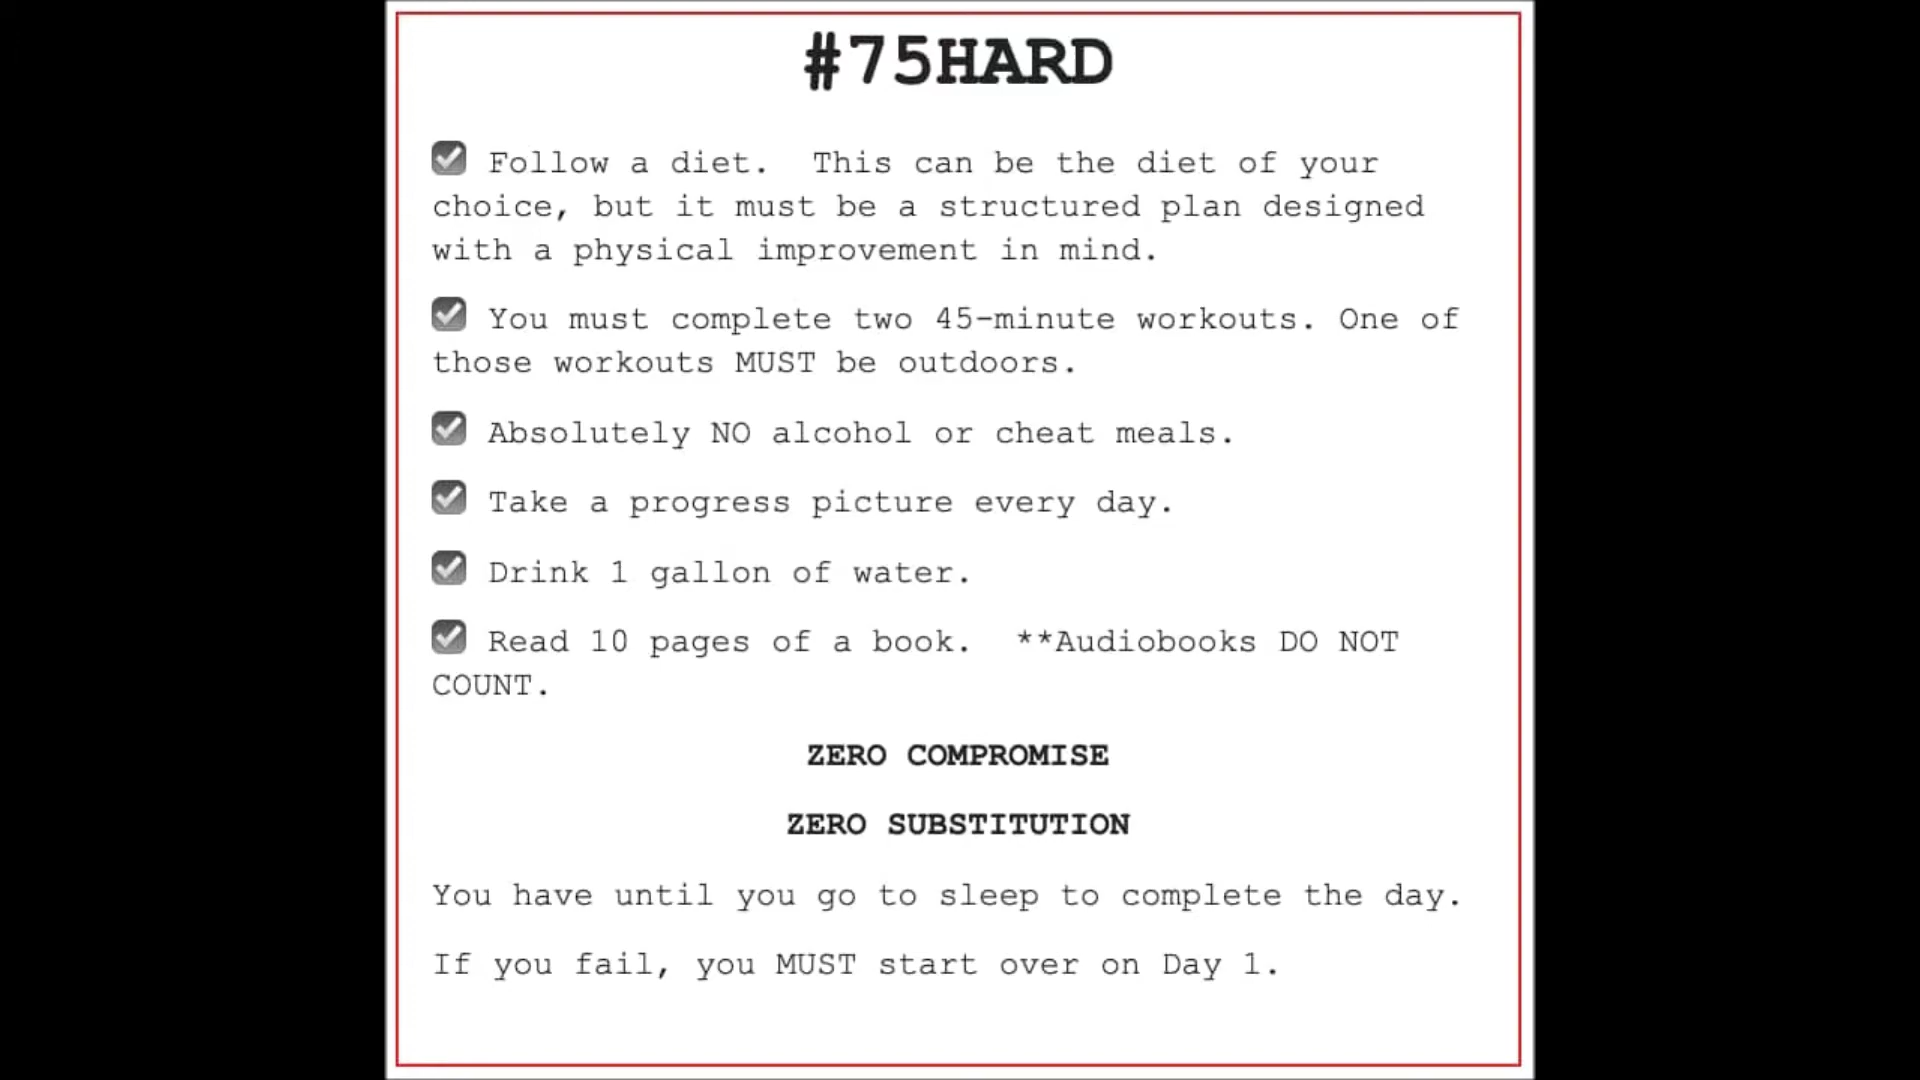 #75HARD
Follow a diet.  This can be the diet of your
choice, but it must be a structured plan designed
with a physical improvement in mind.
You must complete two 45-minute workouts. One of
those workouts MUST be outdoors.
Absolutely NO alcohol or cheat meals.
Take a progress picture every day.
Drink 1 gallon of water.
Read 10 pages of a book.  **Audiobooks DO NOT
COUNT.
ZERO COMPROMISE
ZERO SUBSTITUTION
You have until you go to sleep to complete the day.
If you fail, you MUST start over on Day 1.